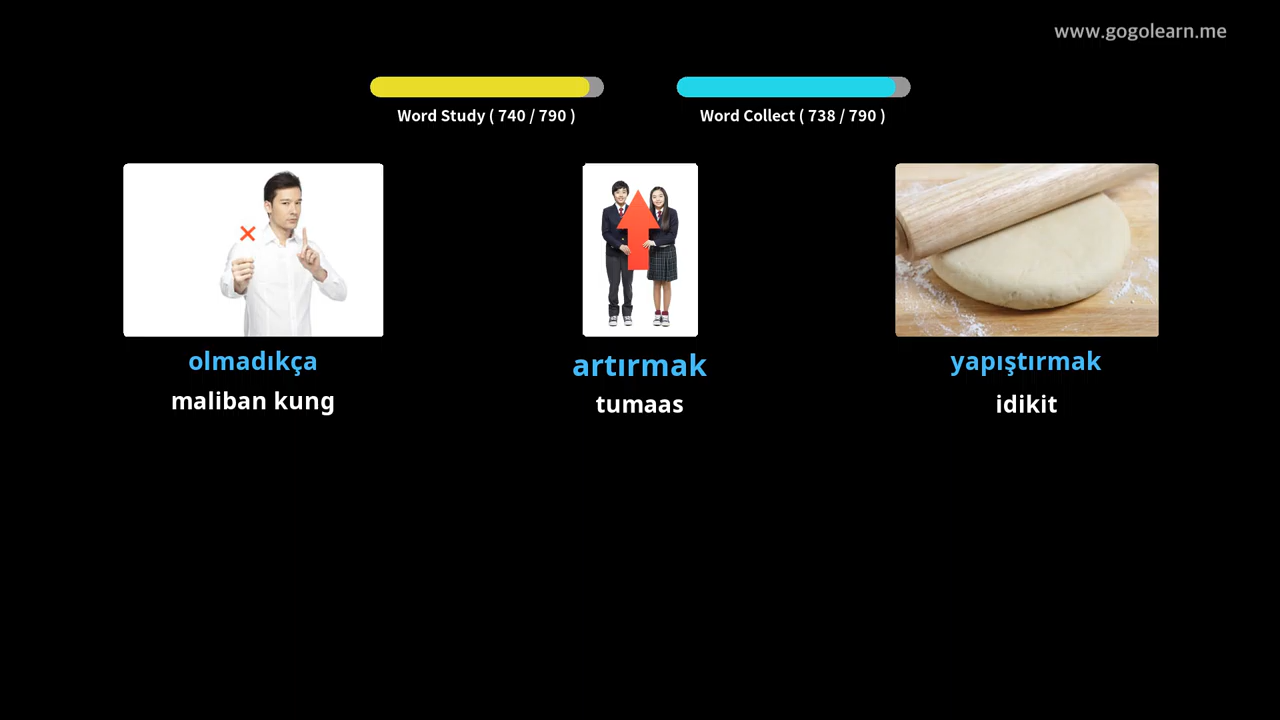 www.gogolearn.me
Word Study ( 740 / 790 )
Word Collect ( 738 / 790 )
olmadıkça
maliban kung
artırmak
tumaas
yapıştırmak
idikit